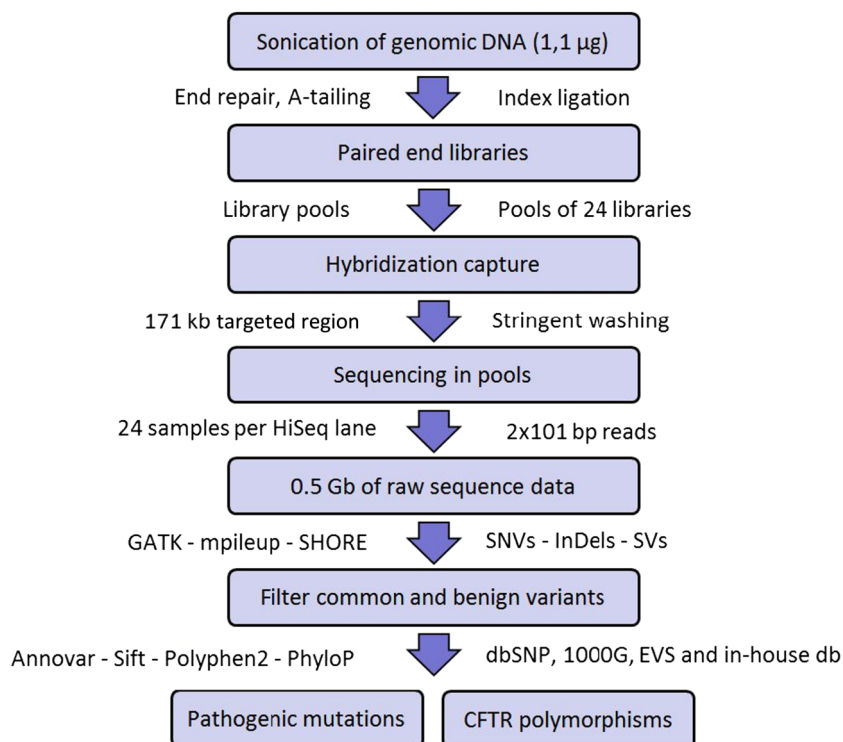 Sonication of genomic DNA (1,1 µg)
End repair, A-tailing
Index ligation
Paired end libraries
Library pools
Pools of 24 libraries
Hybridization capture
171 kb targeted region
Stringent washing
Sequencing in pools
24 samples per HiSeq lane
2x101 bp reads
0.5 Gb of raw sequence data
GATK - mpileup - SHORE
SNVs - InDels - SVs
Filter common and benign variants
Annovar - Sift - Polyphen2 - PhyloP
dbSNP, 1000G, EVS and in-house db
Pathogenic mutations
CFTR polymorphisms